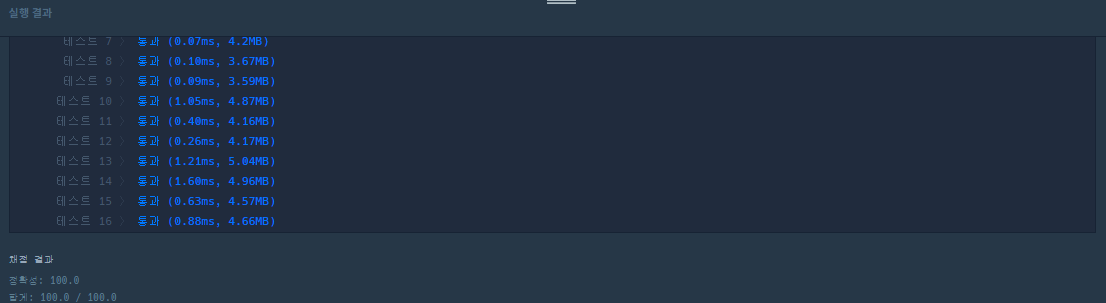 실행 결과
테스트 7 〉 통과 (0.07ms, 4.2MB)
테스트 8 〉 통과 (0.10ms, 3.67MB)
테스트 9 〉 통과 (0.09ms, 3.59MB)
테스트 10 〉 통과 (1.05ms, 4.87MB)
테스트 11 〉 통과 (0.40ms, 4.16MB)
테스트 12 〉 통과 (0.26ms, 4.17MB)
테스트 13 〉 통과 (1.21ms, 5.04MB)
테스트 14 〉 통과 (1.60ms, 4.96MB)
테스트 15 〉 통과 (0.63ms, 4.57MB)
테스트 16 〉 통과 (0.88ms, 4.66MB)
채점 결과
정확성: 100.0
합계: 100.0 / 100.0